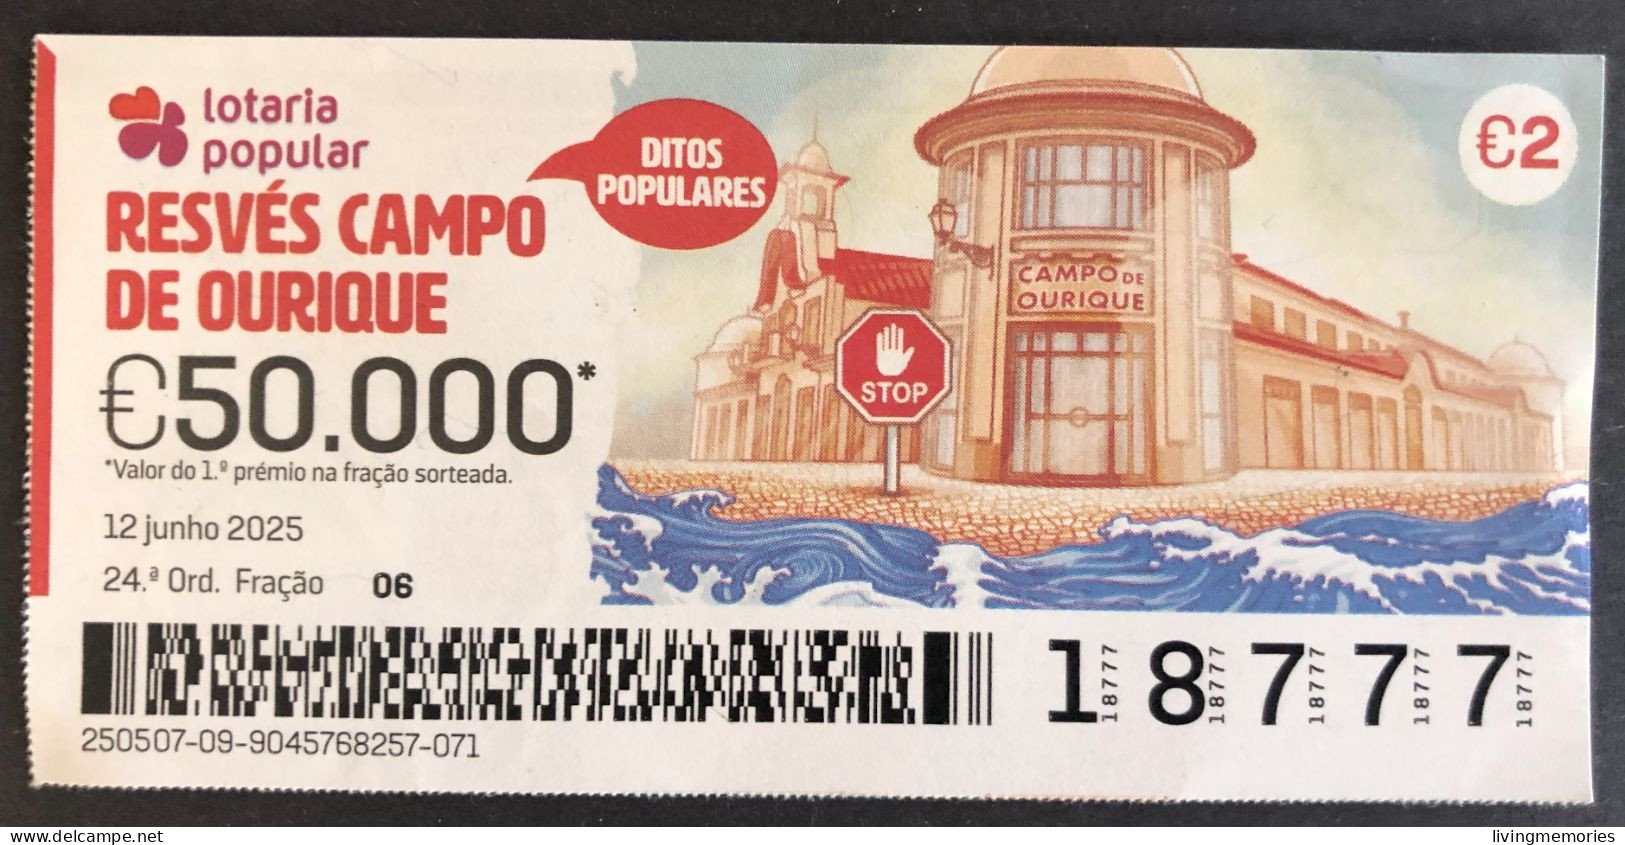 lotaria
popular
RESVÉS CAMPO
DE OURIQUE
DITOS
POPULARES
€2
CAMPO DE
OURIQUE
STOP
€50.000*
*Valor do 1.º prémio na fração sorteada.
12 junho 2025
24.ª Ord. Fração 06
1 18777 8 18777 7 18777 7 18777 7 18777
250507-09-9045768257-071
www.delcampe.net
livingmemories